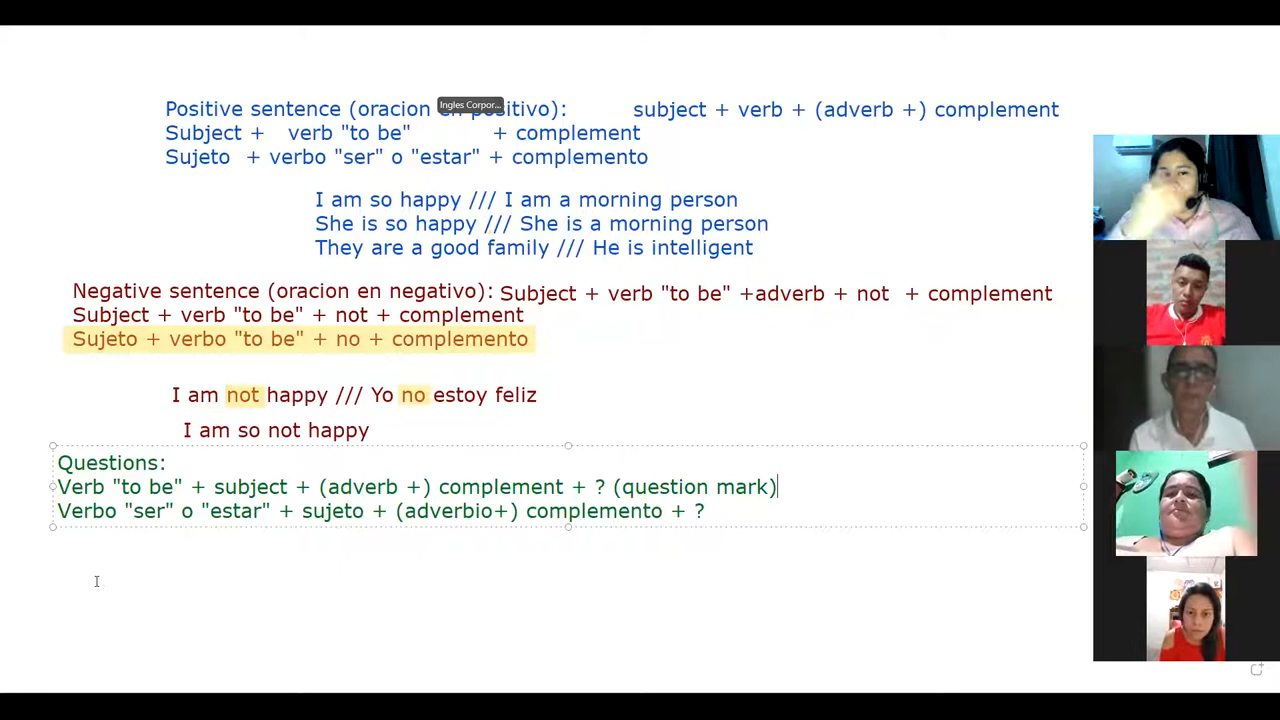 Positive sentence (oracion en positivo): subject + verb + (adverb +) complement
Ingles Corpor...
Subject + verb "to be" + complement
Sujeto + verbo "ser" o "estar" + complemento
I am so happy /// I am a morning person
She is so happy /// She is a morning person
They are a good family /// He is intelligent
Negative sentence (oracion en negativo): Subject + verb "to be" +adverb + not + complement
Subject + verb "to be" + not + complement
Sujeto + verbo "to be" + no + complemento
I am not happy /// Yo no estoy feliz
I am so not happy
Questions:
Verb "to be" + subject + (adverb +) complement + ? (question mark)
Verbo "ser" o "estar" + sujeto + (adverbio+) complemento + ?